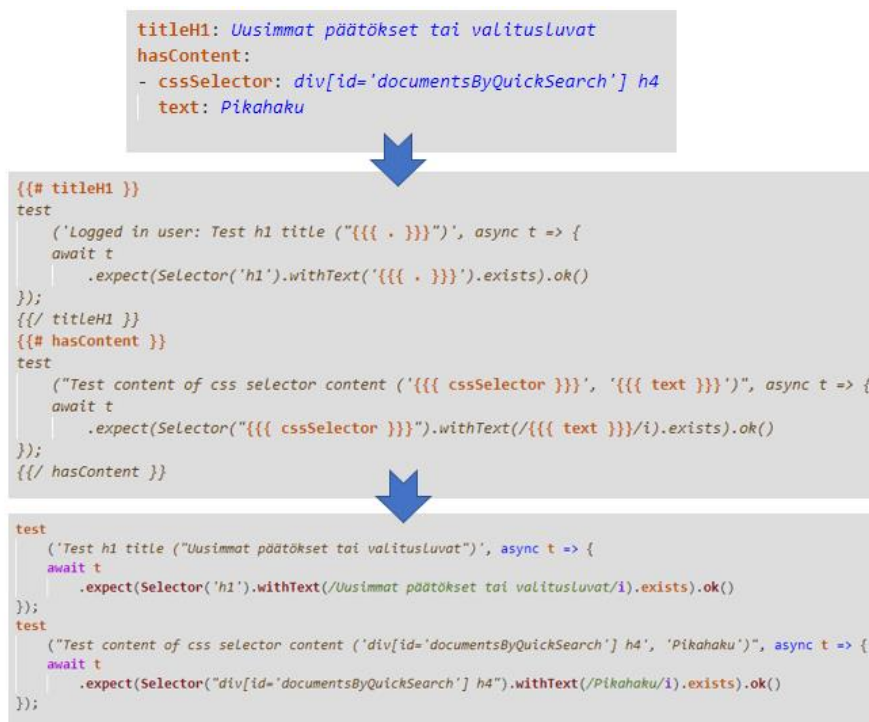 titleH1: Uusimmat päätökset tai valitusluvat
hasContent:
- cssSelector: div[id='documentsByQuickSearch'] h4
  text: Pikahaku
{{# titleH1 }}
test
    ('Logged in user: Test h1 title ("{{{ . }}}")', async t => {
    await t
        .expect(Selector('h1').withText('{{{ . }}}').exists).ok()
});
{{/ titleH1 }}
{{# hasContent }}
test
    ("Test content of css selector content ('{{{ cssSelector }}}', '{{{ text }}}')", async t => {
    await t
        .expect(Selector("{{{ cssSelector }}}").withText(/{{{ text }}}/i).exists).ok()
});
{{/ hasContent }}
test
    ('Test h1 title ("Uusimmat päätökset tai valitusluvat")', async t => {
    await t
        .expect(Selector('h1').withText(/Uusimmat päätökset tai valitusluvat/i).exists).ok()
});
test
    ("Test content of css selector content ('div[id='documentsByQuickSearch'] h4', 'Pikahaku')", async t => {
    await t
        .expect(Selector("div[id='documentsByQuickSearch'] h4").withText(/Pikahaku/i).exists).ok()
});